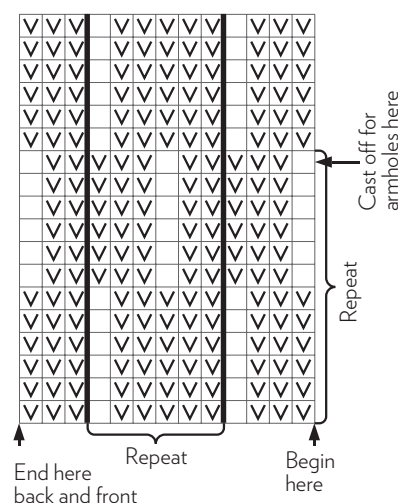 Cast off for
armholes here
Repeat
Repeat
End here
back and front
Begin
here